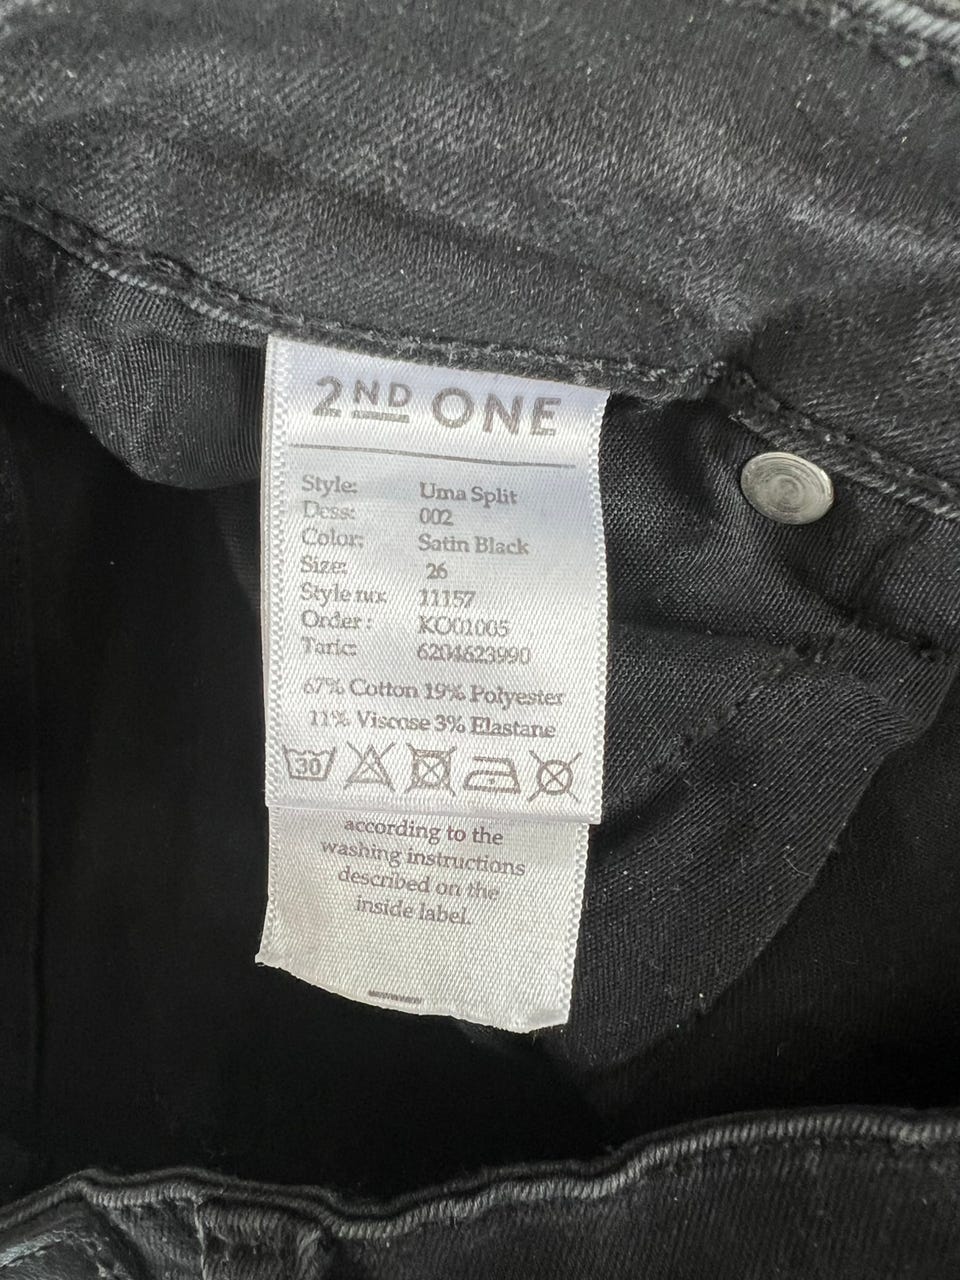 2ND ONE
Style: Uma Split
Dess: 002
Color: Satin Black
Size: 26
Style nr.: 11157
Order: KO01005
Taric: 6204623990
67% Cotton 19% Polyester
11% Viscose 3% Elastane
30
according to the
washing instructions
described on the
inside label.